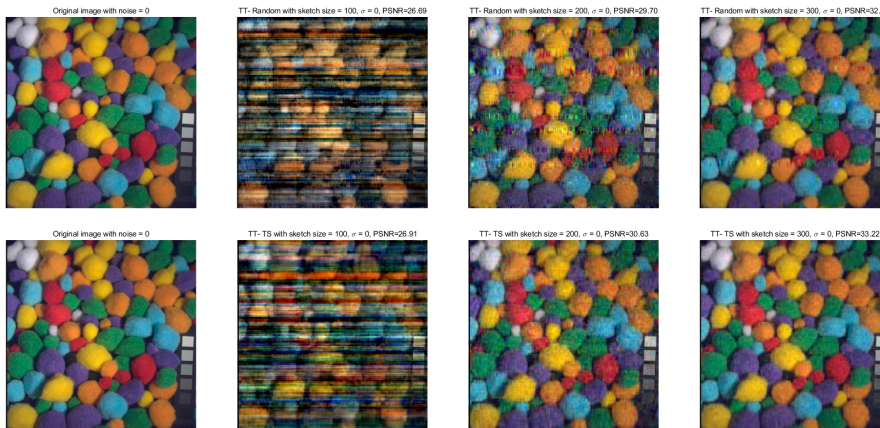 Original image with noise = 0
TT- Random with sketch size = 100, σ = 0, PSNR=26.69
TT- Random with sketch size = 200, σ = 0, PSNR=29.70
TT- Random with sketch size = 300, σ = 0, PSNR=32.
Original image with noise = 0
TT- TS with sketch size = 100, σ = 0, PSNR=26.91
TT- TS with sketch size = 200, σ = 0, PSNR=30.63
TT- TS with sketch size = 300, σ = 0, PSNR=33.22